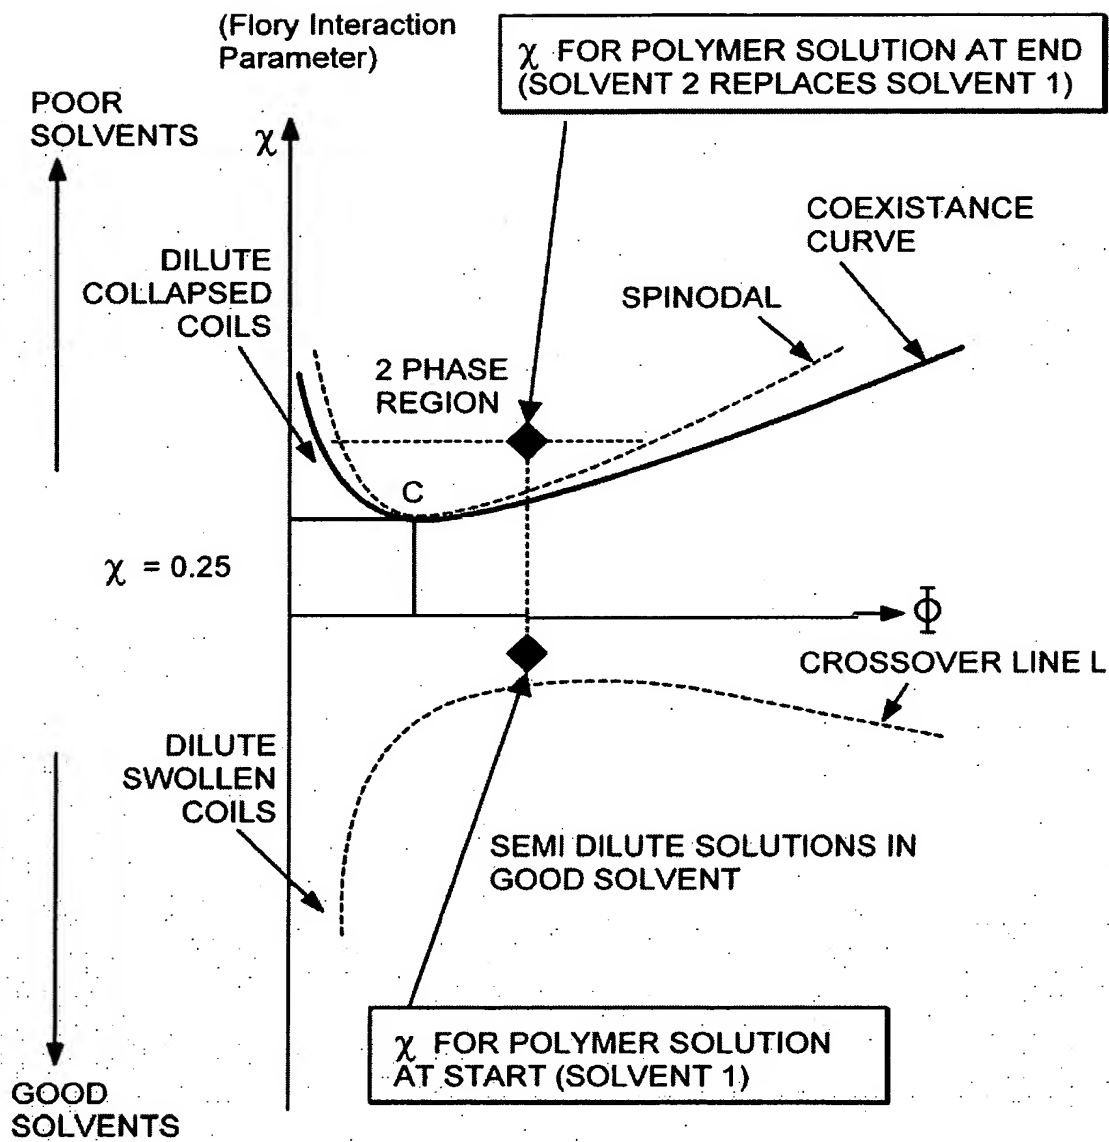 (Flory Interaction
Parameter)
χ FOR POLYMER SOLUTION AT END
(SOLVENT 2 REPLACES SOLVENT 1)
POOR
SOLVENTS
χ
COEXISTANCE
CURVE
DILUTE
COLLAPSED
COILS
SPINODAL
2 PHASE
REGION
C
χ = 0.25
Φ
CROSSOVER LINE L
DILUTE
SWOLLEN
COILS
SEMI DILUTE SOLUTIONS IN
GOOD SOLVENT
χ FOR POLYMER SOLUTION
AT START (SOLVENT 1)
GOOD
SOLVENTS